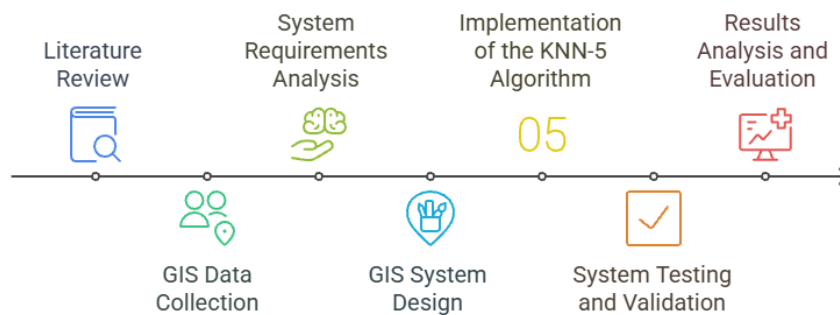 Literature
Review
System
Requirements
Analysis
Implementation
of the KNN-5
Algorithm
Results
Analysis and
Evaluation
05
GIS Data
Collection
GIS System
Design
System Testing
and Validation